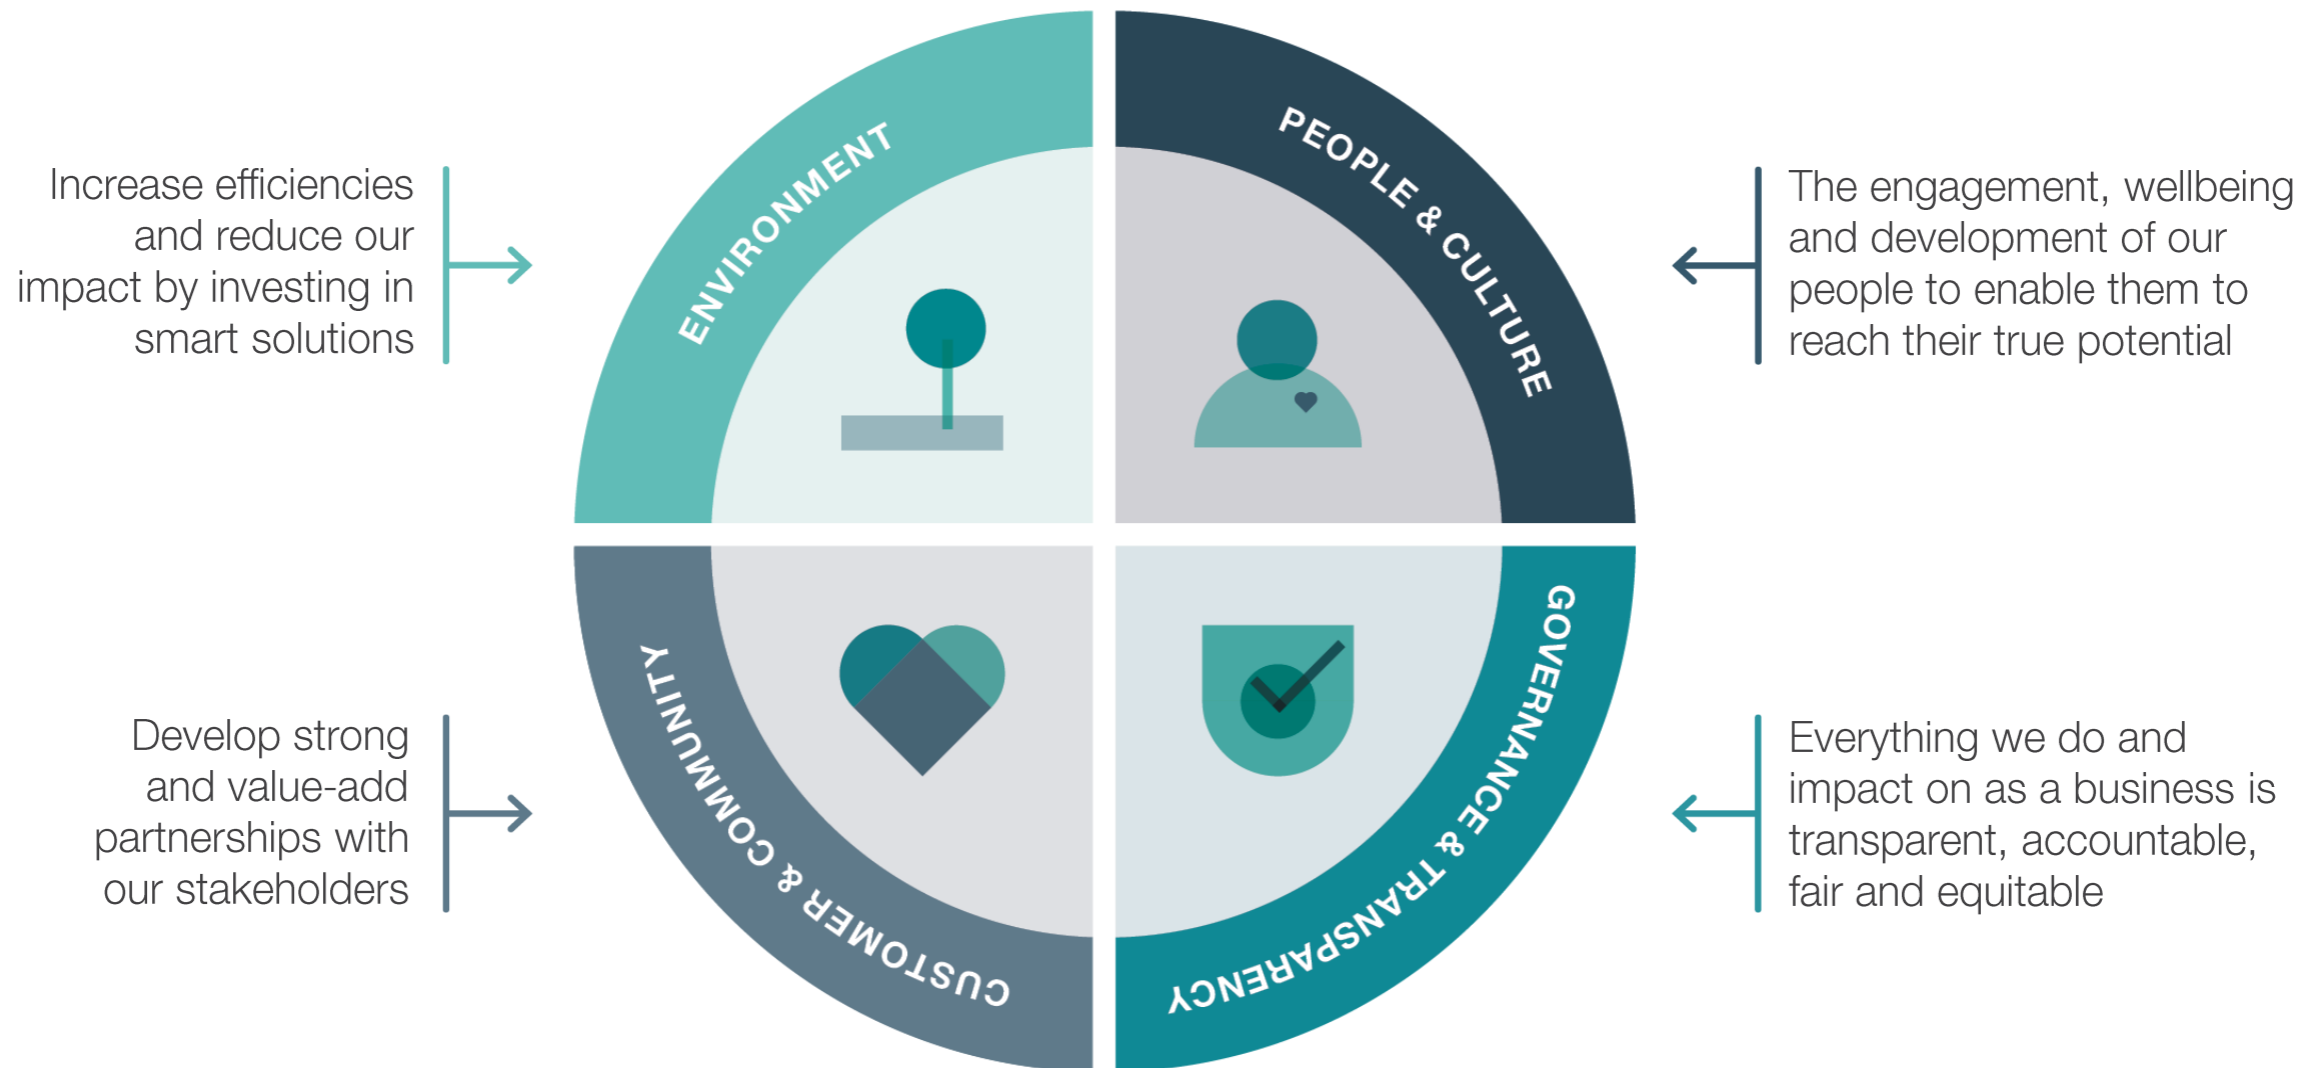 ENVIRONMENT
Increase efficiencies
and reduce our
impact by investing in
smart solutions
PEOPLE & CULTURE
The engagement, wellbeing
and development of our
people to enable them to
reach their true potential
CUSTOMER & COMMUNITY
Develop strong
and value-add
partnerships with
our stakeholders
GOVERNANCE & TRANSPARENCY
Everything we do and
impact on as a business is
transparent, accountable,
fair and equitable